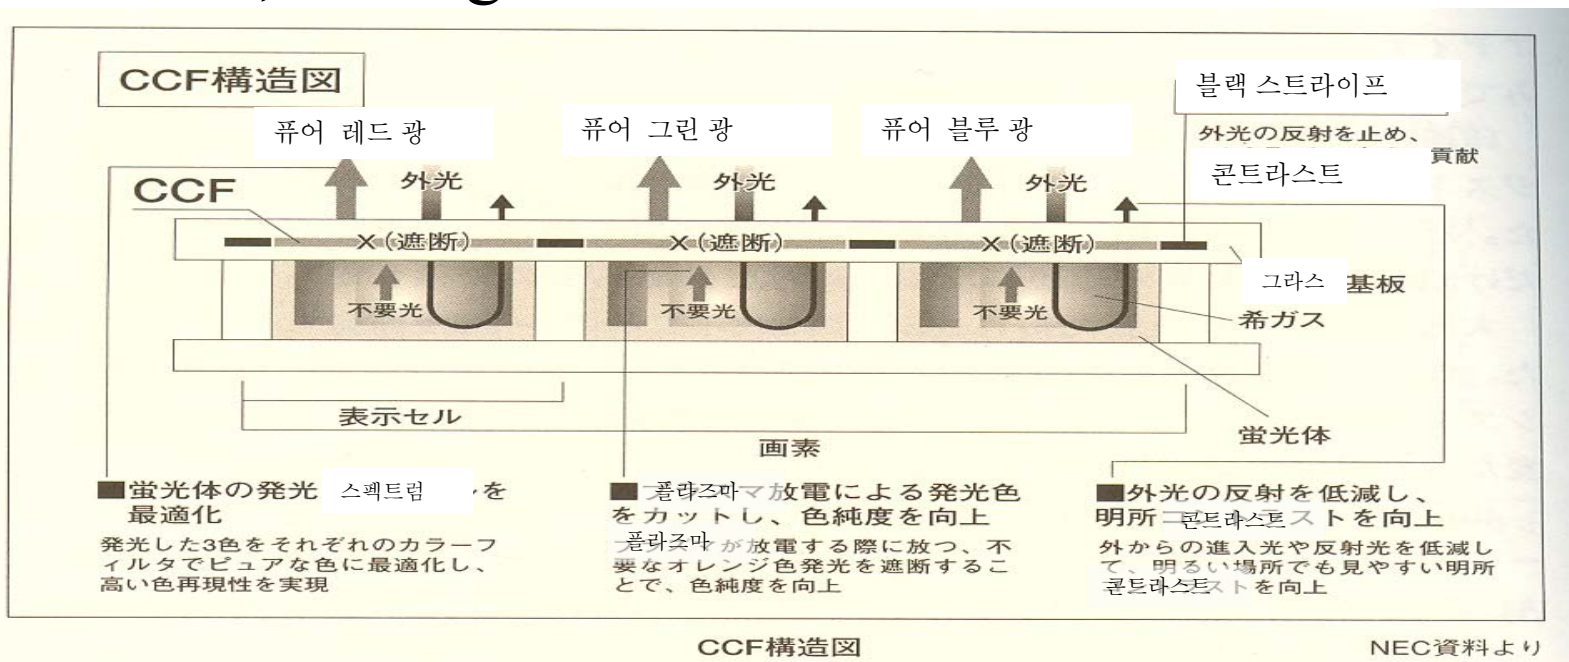 CCF構造図
블랙 스트라이프
퓨어 레드 광
퓨어 그린 광
퓨어 블루 광
外光の反射を止め、
貢献
콘트라스트
CCF
外光
外光
外光
X(遮断)
X(遮断)
X(遮断)
그라스 基板
不要光
不要光
不要光
希ガス
表示セル
画素
蛍光体
■蛍光体の発光 스펙트럼 ルを
最適化
発光した3色をそれぞれのカラーフ
ィルタでピュアな色に最適化し、
高い色再現性を実現
■ 플라즈마 放電による発光色
をカットし、色純度を向上
플라즈마 が放電する際に放つ、不
要なオレンジ色発光を遮断するこ
とで、色純度を向上
■外光の反射を低減し、
明所 콘트라스트 ストを向上
外からの進入光や反射光を低減し
て、明るい場所でも見やすい明所
콘트라스트 ストを向上
CCF構造図
NEC資料より